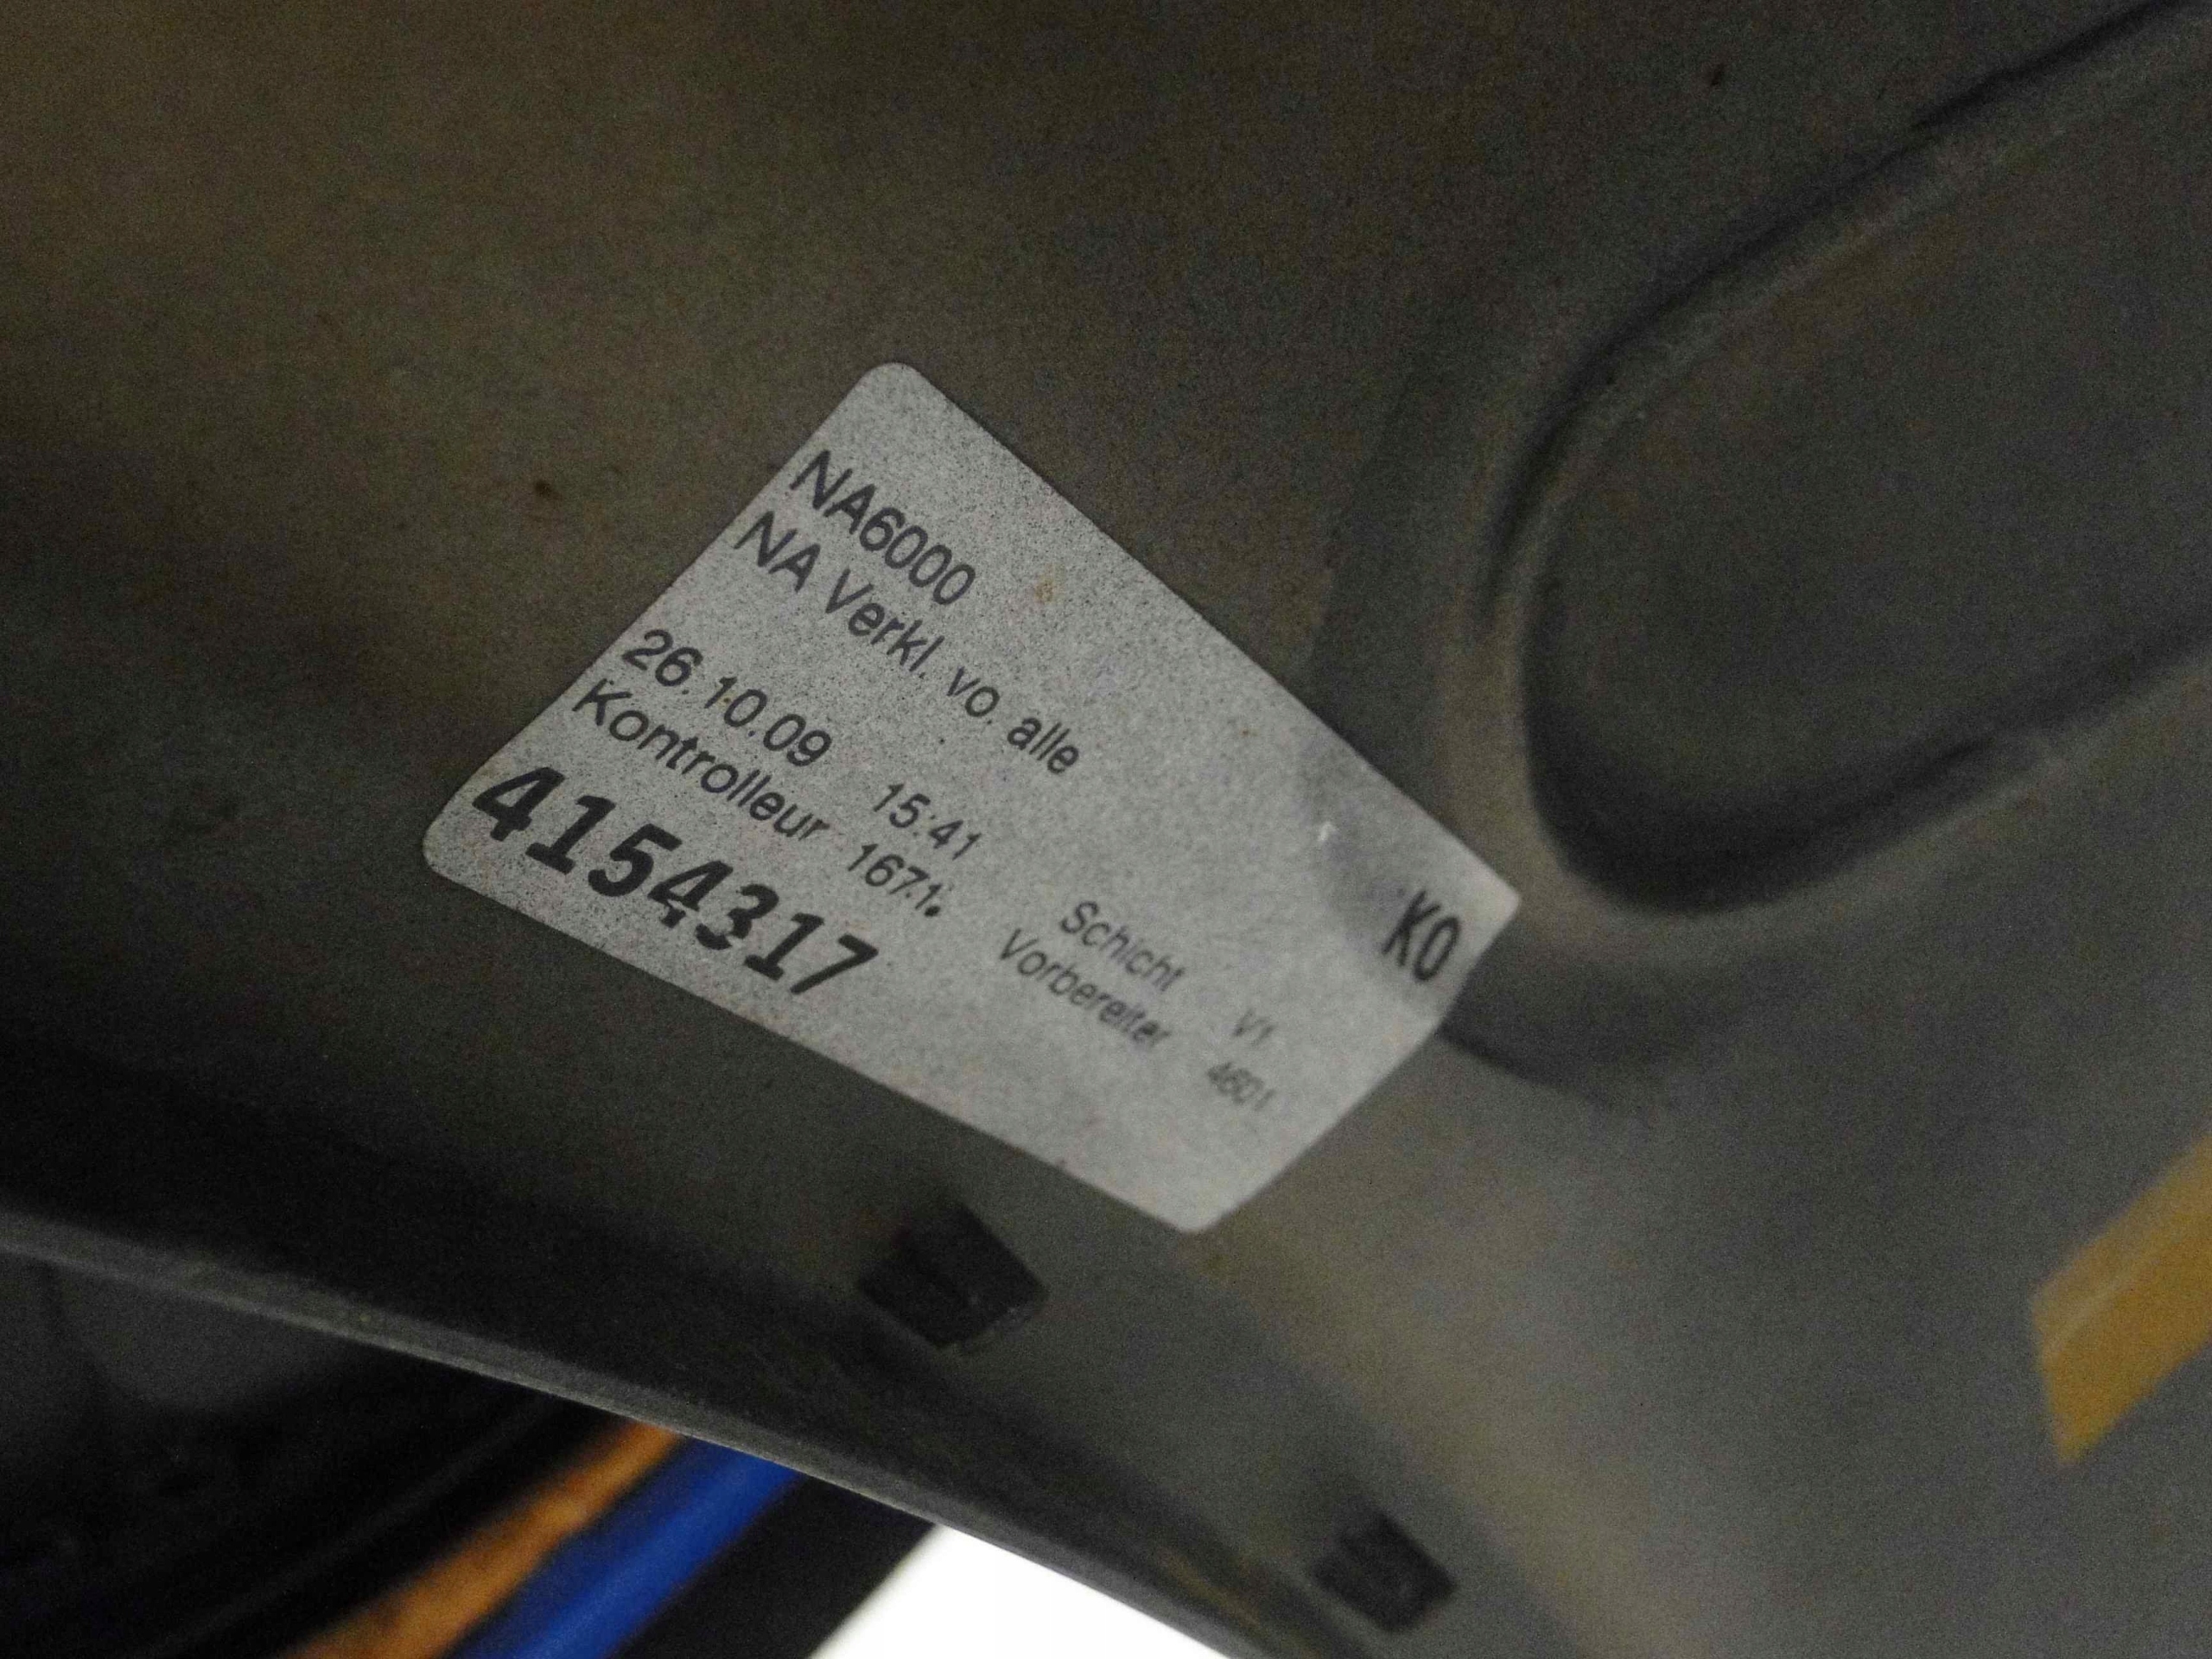 NA6000
NA Verkl. vo. alle
KO
26.10.09 15:41 Schicht V1
Kontrolleur 1671. Vorbereiter 4601
4154317